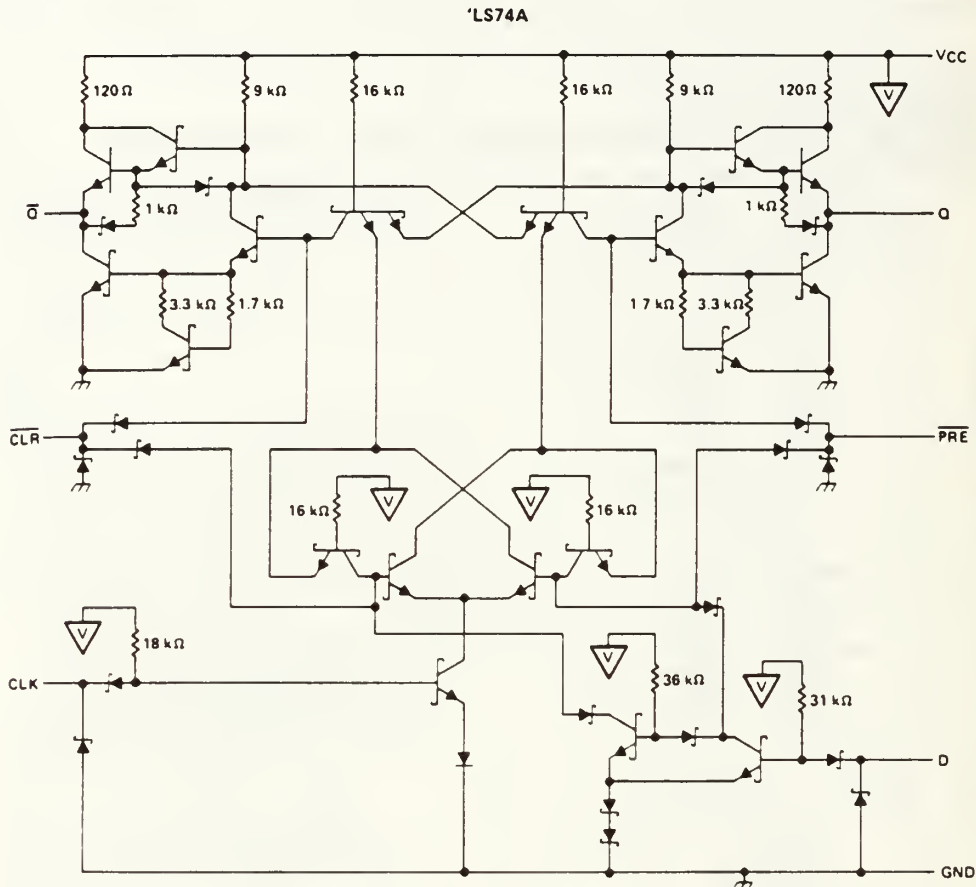 'LS74A
VCC
120 Ω 9 kΩ 16 kΩ 16 kΩ 9 kΩ 120 Ω
V
Q̅ 1 kΩ 1 kΩ Q
3.3 kΩ 1.7 kΩ 1.7 kΩ 3.3 kΩ
C̅L̅R̅ P̅R̅E̅
V V
16 kΩ 16 kΩ
V 18 kΩ V V
CLK 36 kΩ 31 kΩ
D
GND